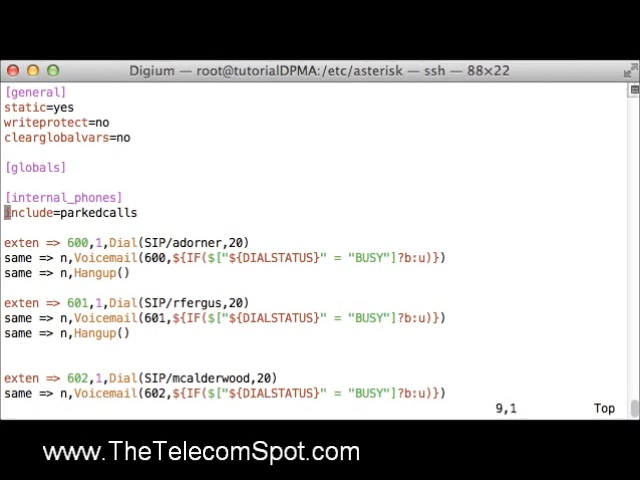 Digium — root@tutorialDPMA:/etc/asterisk — ssh — 88×22
[general]
static=yes
writeprotect=no
clearglobalvars=no
[globals]
[internal_phones]
include=parkedcalls
exten => 600,1,Dial(SIP/adorner,20)
same => n,Voicemail(600,${IF($["${DIALSTATUS}" = "BUSY"]?b:u)})
same => n,Hangup()
exten => 601,1,Dial(SIP/rfergus,20)
same => n,Voicemail(601,${IF($["${DIALSTATUS}" = "BUSY"]?b:u)})
same => n,Hangup()
exten => 602,1,Dial(SIP/mcalderwood,20)
same => n,Voicemail(602,${IF($["${DIALSTATUS}" = "BUSY"]?b:u)})
9,1 Top
www.TheTelecomSpot.com